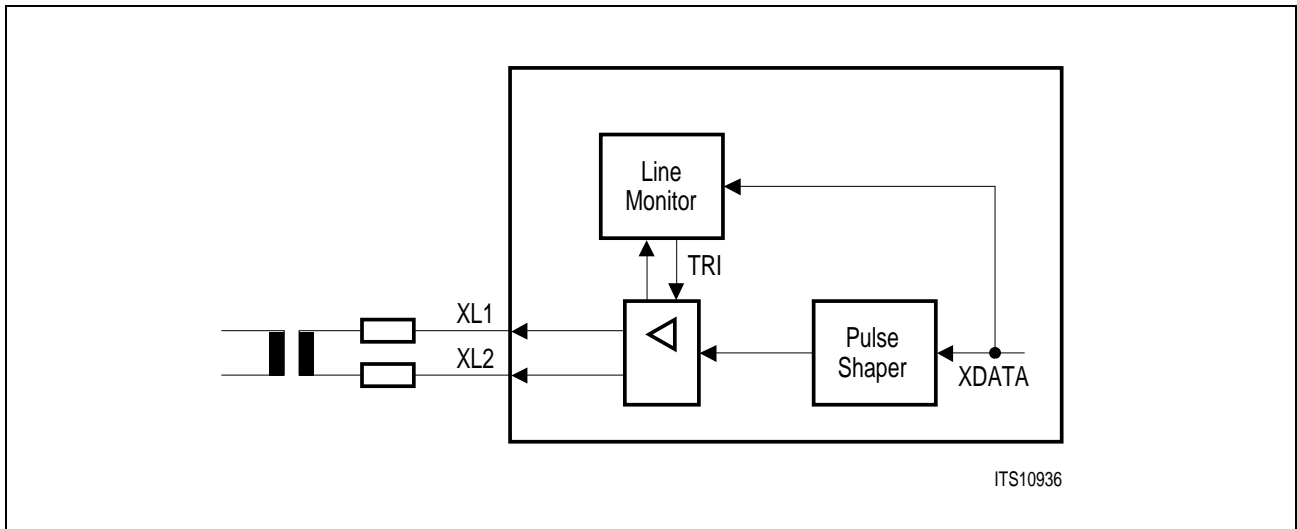 Line
Monitor
TRI
XL1
XL2
Pulse
Shaper
XDATA
ITS10936